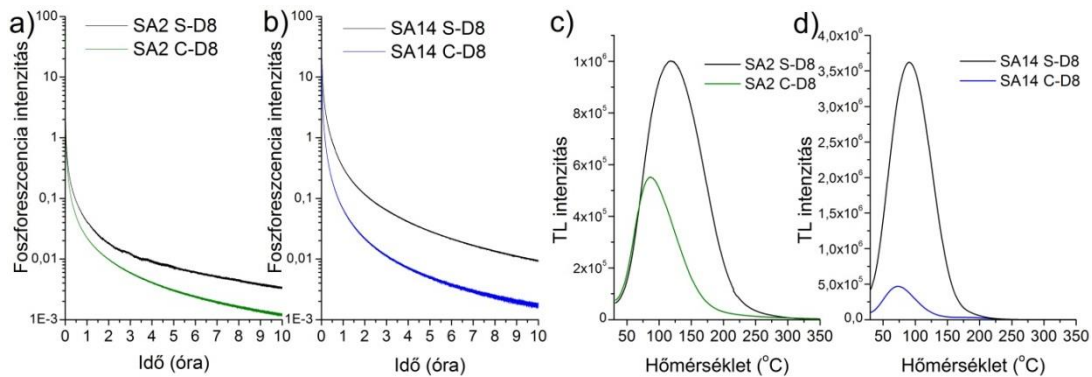 a)
SA2 S-D8
SA2 C-D8
Foszforeszcencia intenzitás
100
10
1
0,1
0,01
1E-3
0 1 2 3 4 5 6 7 8 9 10
Idő (óra)
b)
SA14 S-D8
SA14 C-D8
Foszforeszcencia intenzitás
100
10
1
0,1
0,01
1E-3
0 1 2 3 4 5 6 7 8 9 10
Idő (óra)
c)
SA2 S-D8
SA2 C-D8
TL intenzitás
1x10⁶
8x10⁵
6x10⁵
4x10⁵
2x10⁵
50 100 150 200 250 300 350
Hőmérséklet (°C)
d)
SA14 S-D8
SA14 C-D8
TL intenzitás
4,0x10⁶
3,5x10⁶
3,0x10⁶
2,5x10⁶
2,0x10⁶
1,5x10⁶
1,0x10⁶
5,0x10⁵
0,0
50 100 150 200 250 300 350
Hőmérséklet (°C)